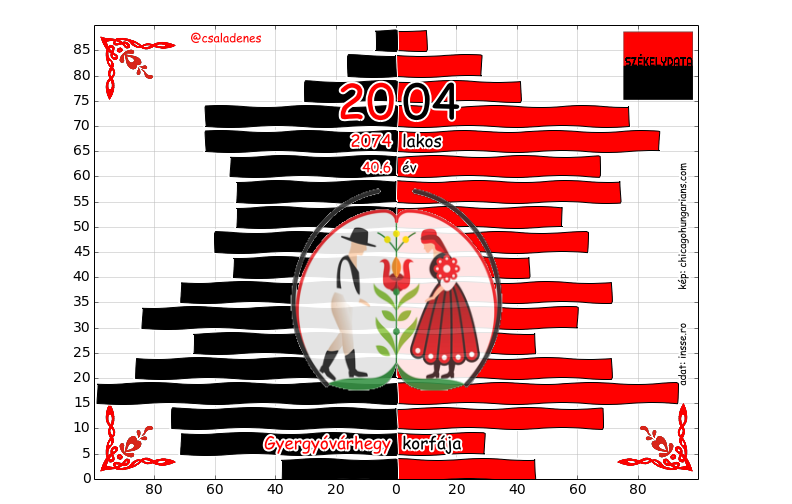 @csaladenes
SZÉKELYDATA
2004
2074 lakos
40.6 év
kép: chicagohungarians.com
adat: insse.ro
Gyergyóvárhegy korfája
85
80
75
70
65
60
55
50
45
40
35
30
25
20
15
10
5
0
80 60 40 20 0 20 40 60 80